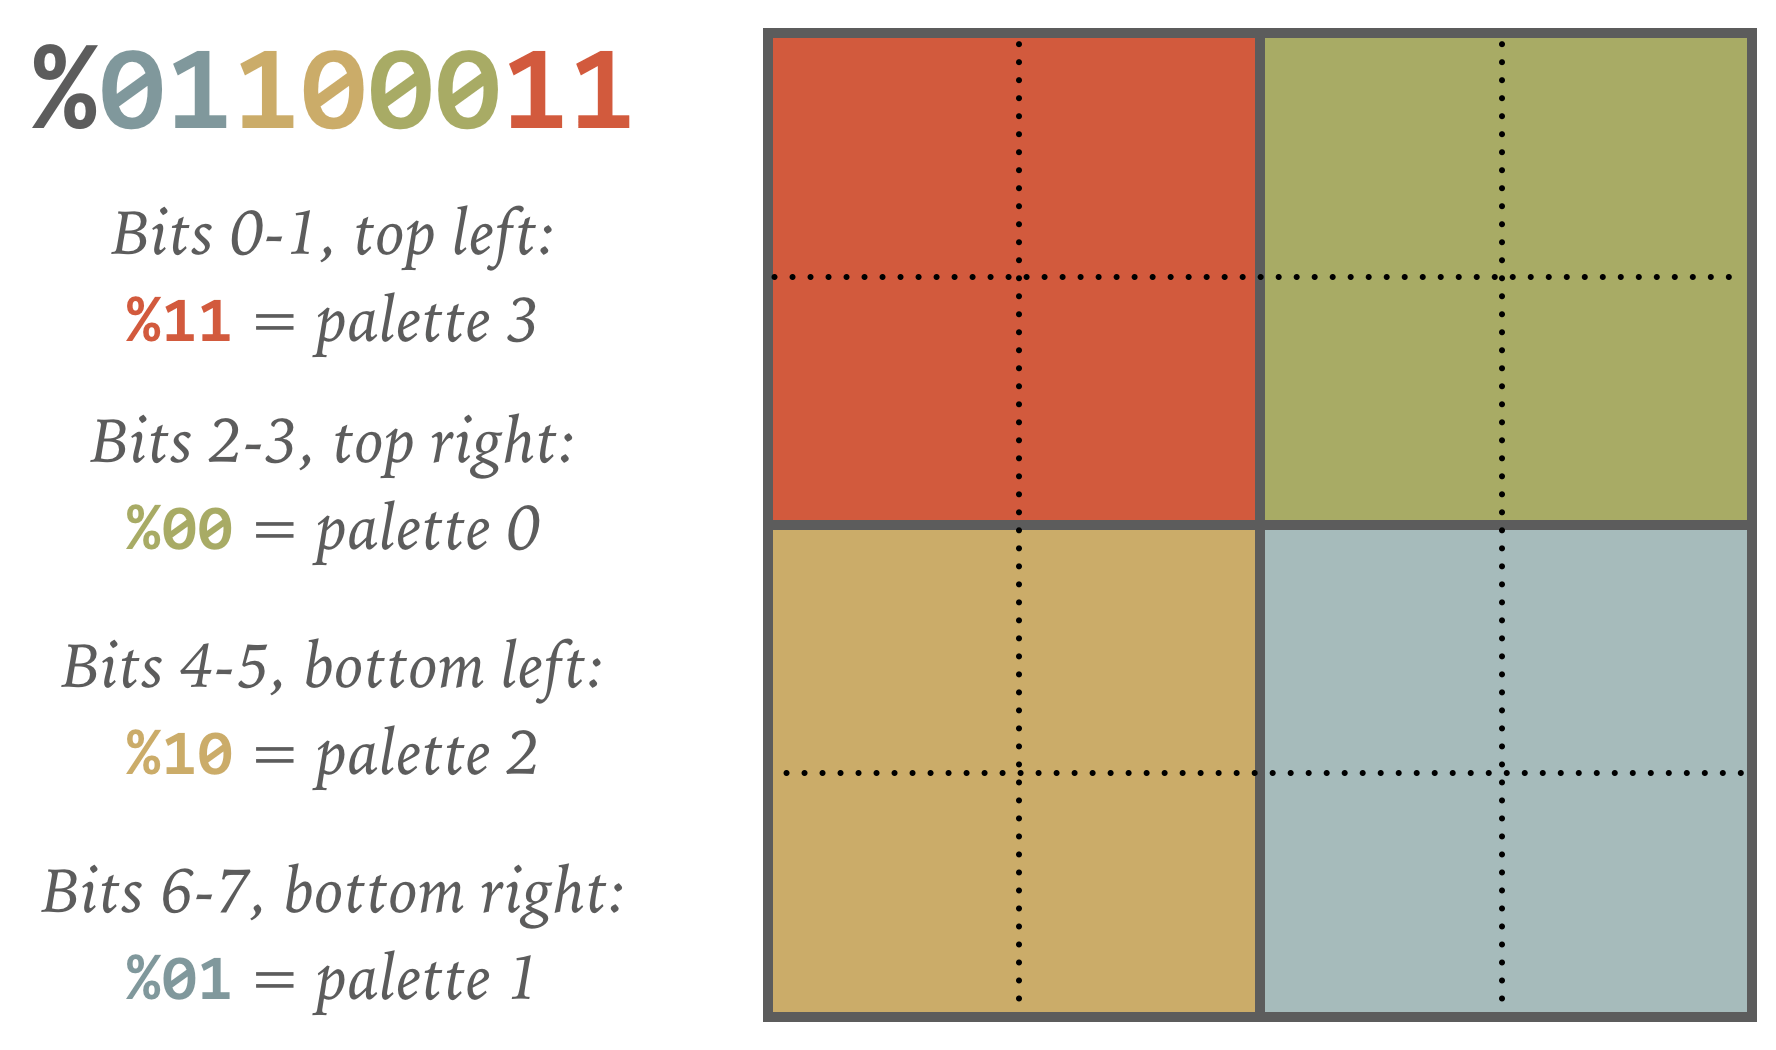 %01100011
Bits 0-1, top left:
%11 = palette 3
Bits 2-3, top right:
%00 = palette 0
Bits 4-5, bottom left:
%10 = palette 2
Bits 6-7, bottom right:
%01 = palette 1